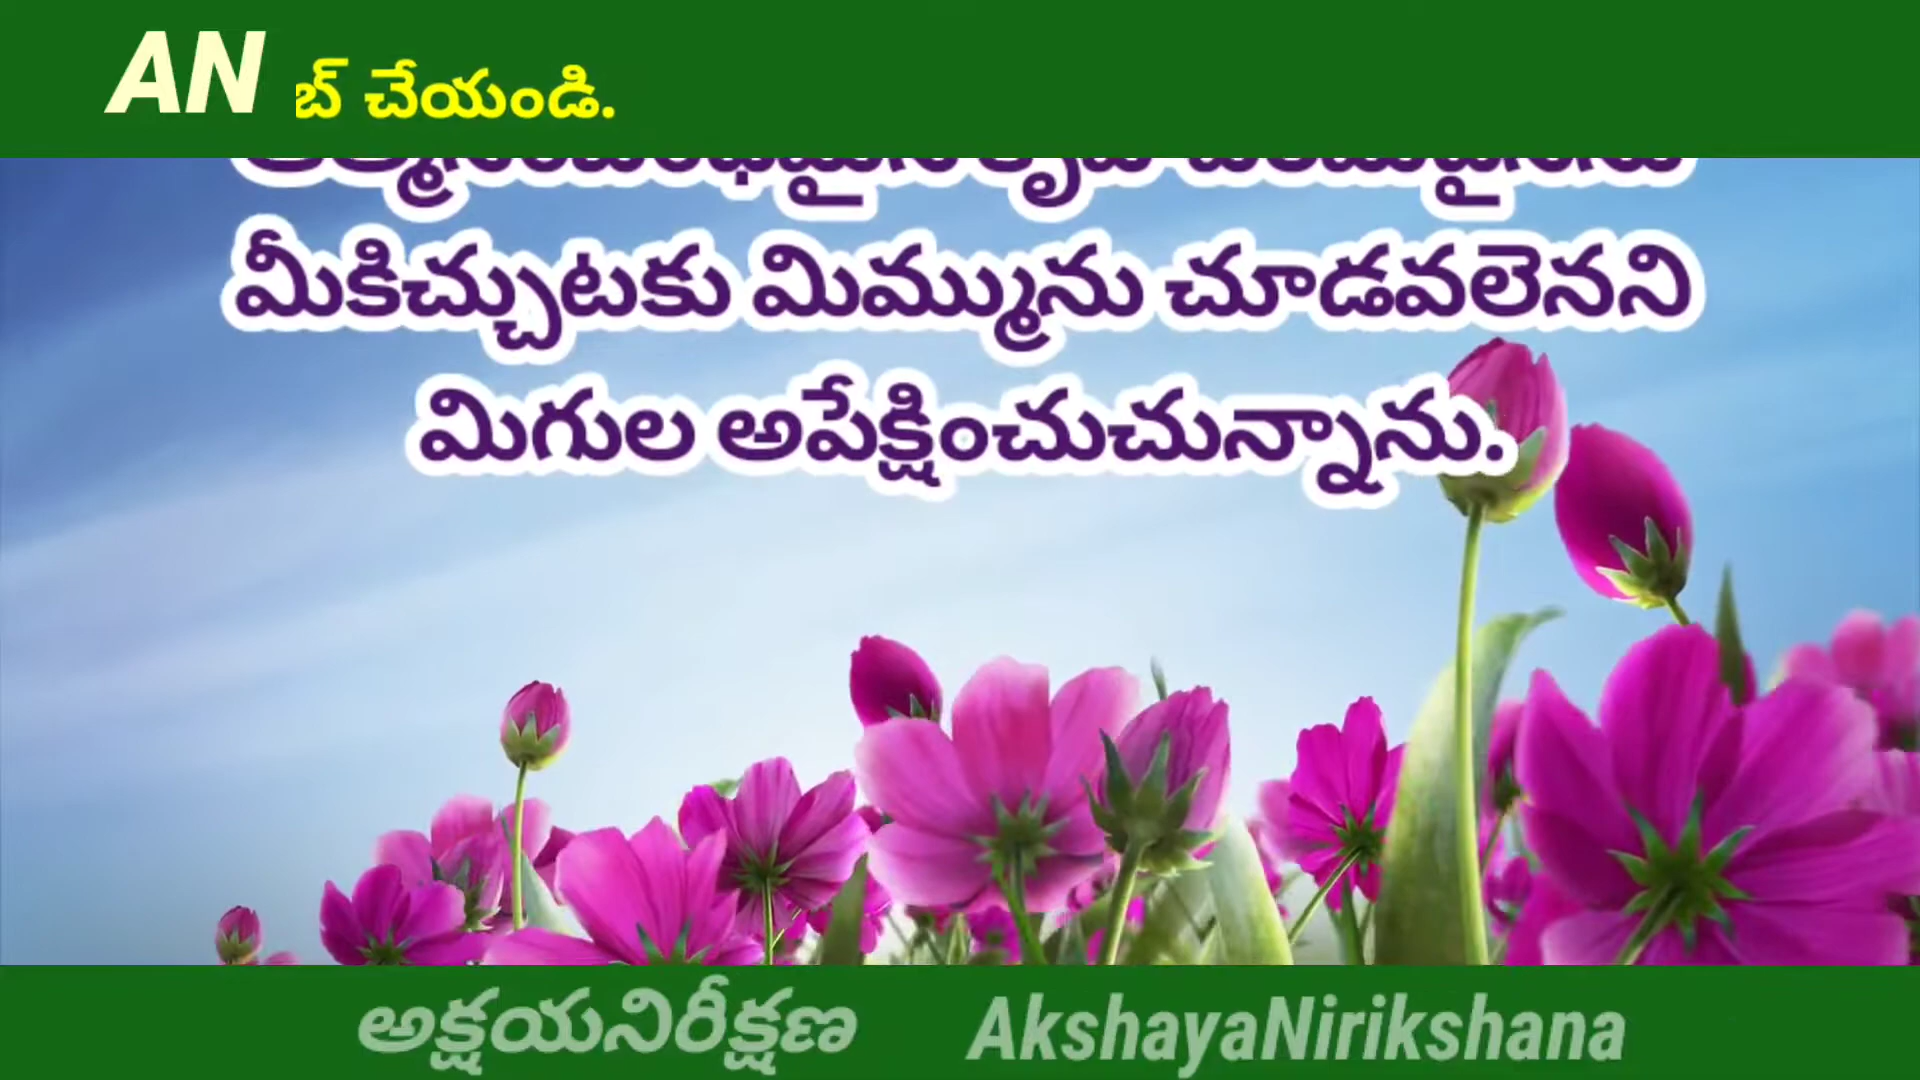 AN బ్ చేయండి.
మీకిచ్చుటకు మిమ్మును చూడవలెనని
మిగుల అపేక్షించుచున్నాను.
అక్షయనిరీక్షణ AkshayaNirikshana